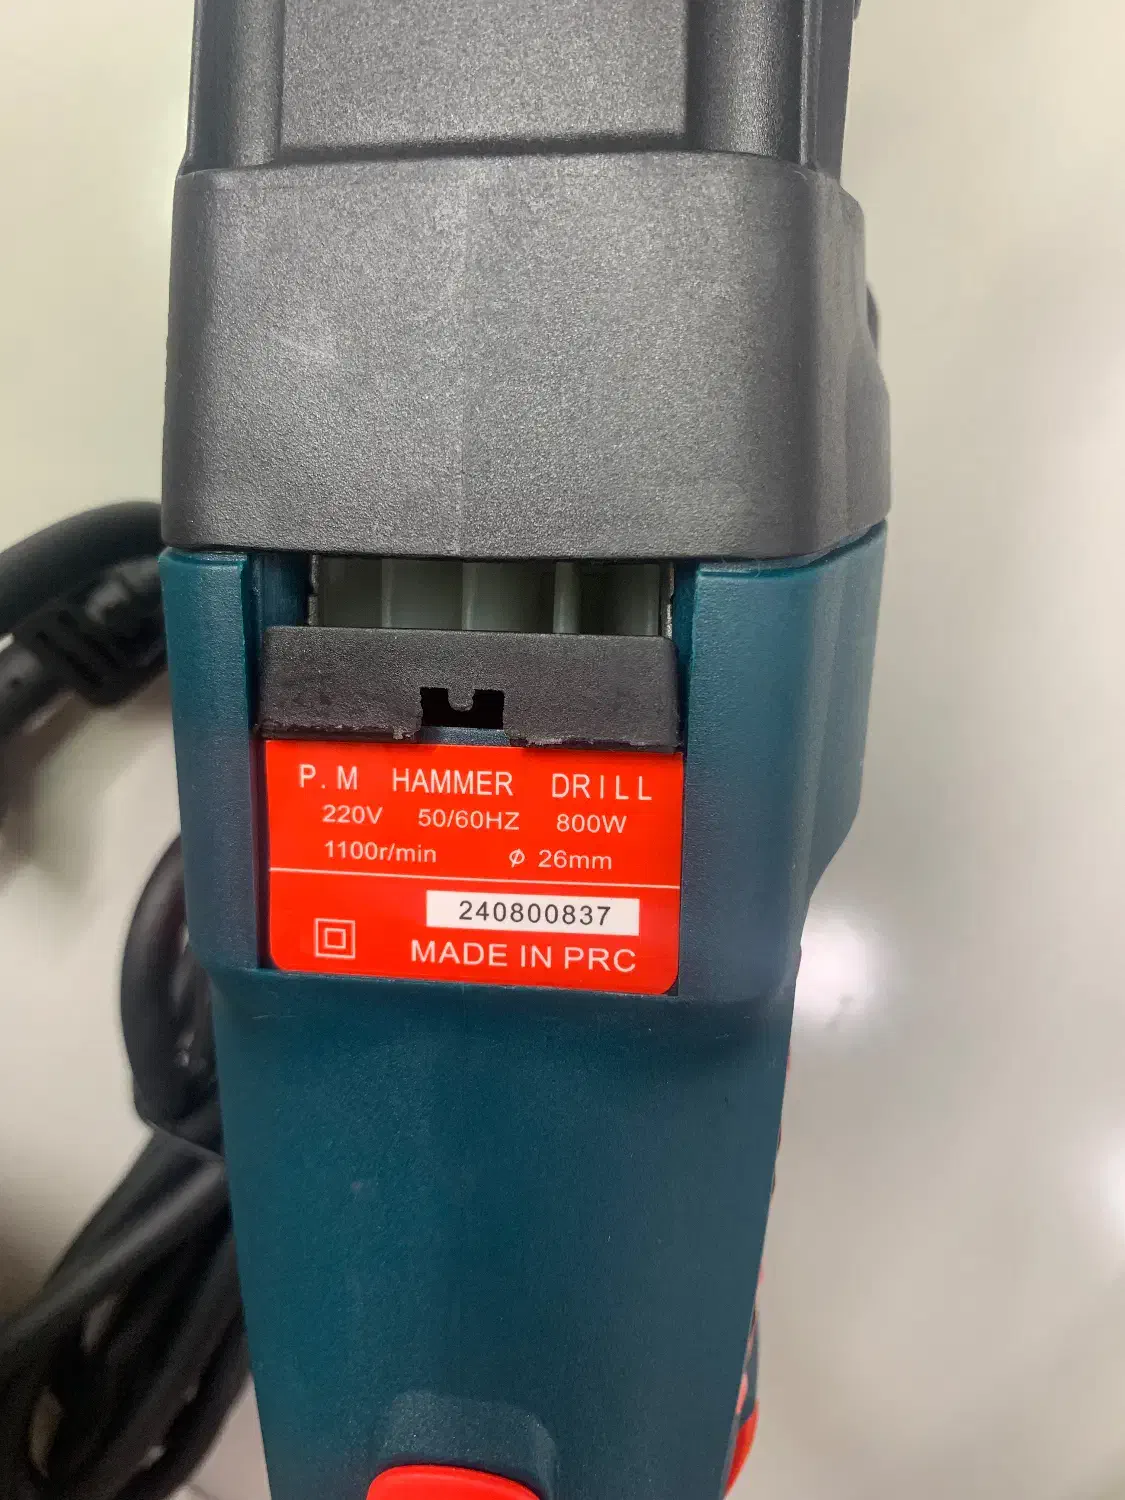 P.M HAMMER DRILL
220V 50/60HZ 800W
1100r/min ϕ 26mm
240800837
MADE IN PRC